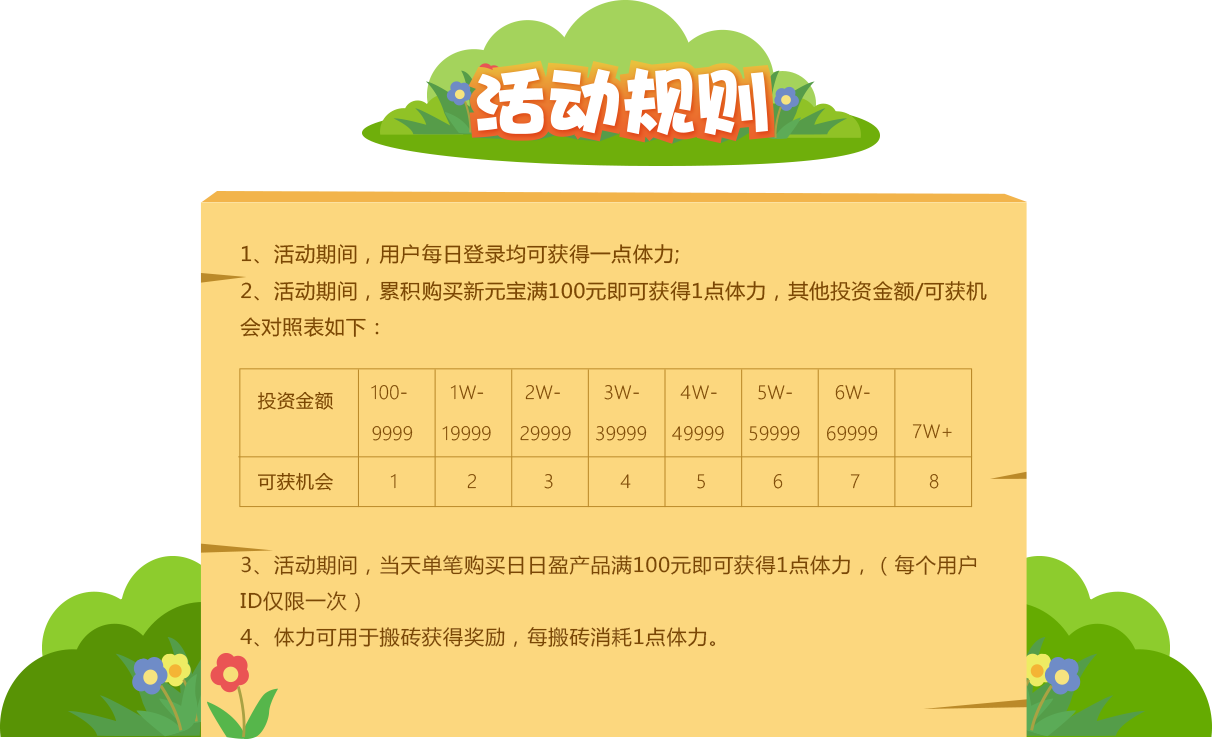 活动规则
1、活动期间，用户每日登录均可获得一点体力;
2、活动期间，累积购买新元宝满100元即可获得1点体力，其他投资金额/可获机
会对照表如下：
投资金额 100-9999 1W-19999 2W-29999 3W-39999 4W-49999 5W-59999 6W-69999 7W+
可获机会 1 2 3 4 5 6 7 8
3、活动期间，当天单笔购买日日盈产品满100元即可获得1点体力，（每个用户
ID仅限一次）
4、体力可用于搬砖获得奖励，每搬砖消耗1点体力。